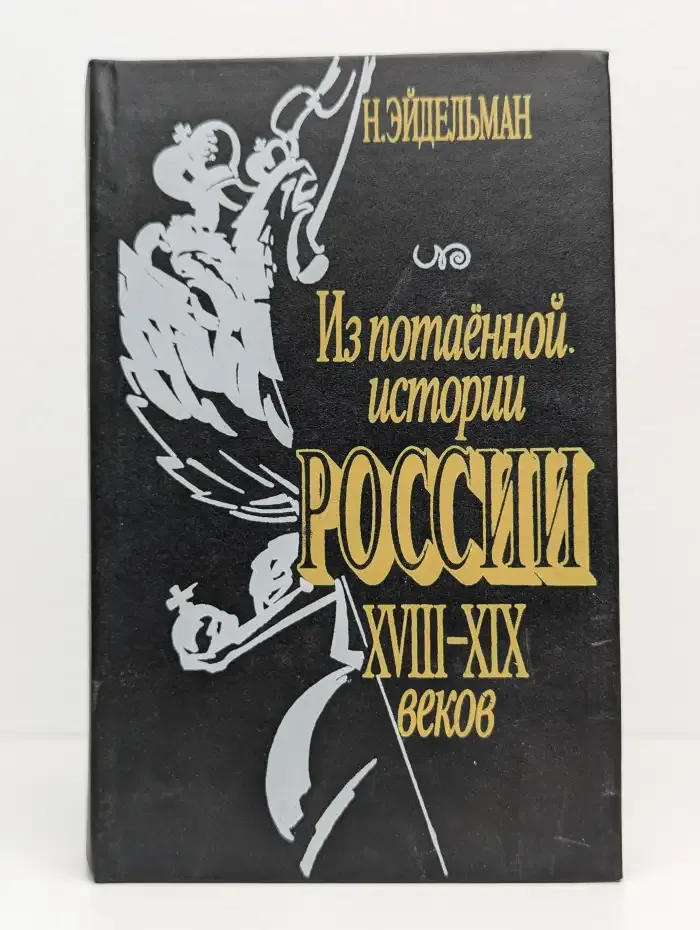 Н. ЭЙДЕЛЬМАН
Из потаённой
истории
РОССИИ
XVIII–XIX
веков